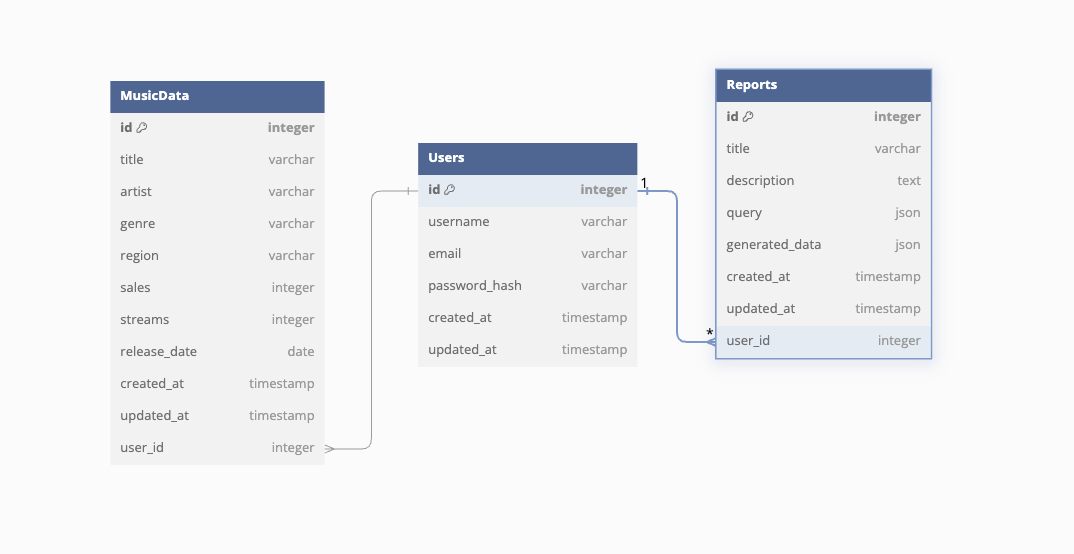 MusicData
id integer
title varchar
artist varchar
genre varchar
region varchar
sales integer
streams integer
release_date date
created_at timestamp
updated_at timestamp
user_id integer
Users
id integer
username varchar
email varchar
password_hash varchar
created_at timestamp
updated_at timestamp
1
*
Reports
id integer
title varchar
description text
query json
generated_data json
created_at timestamp
updated_at timestamp
user_id integer